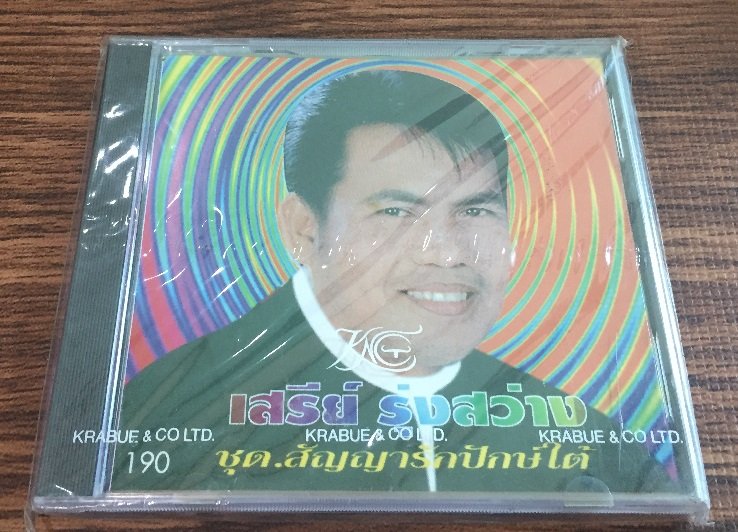 เสรีย์ รุ่งสว่าง
KRABUE & CO LTD. KRABUE & CO LTD. KRABUE & CO LTD.
190 ชุด.สัญญารักปักษ์ใต้